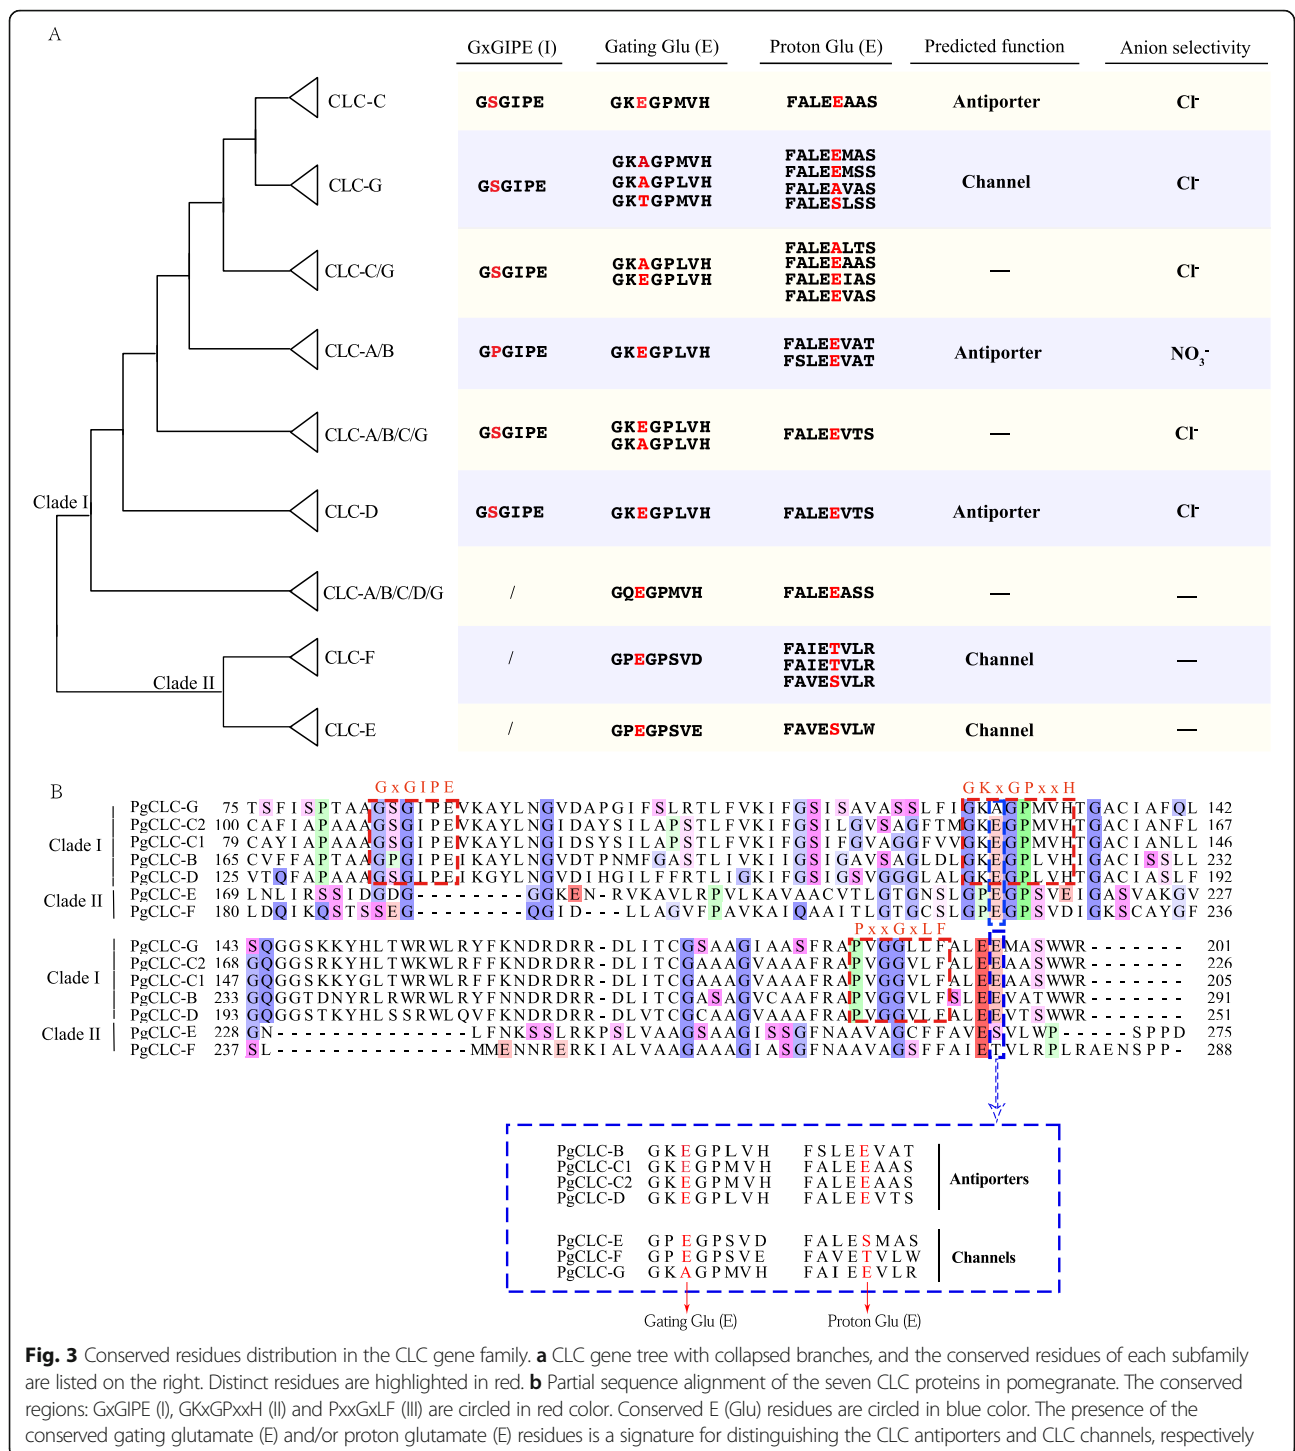 A
GxGIPE (I) Gating Glu (E) Proton Glu (E) Predicted function Anion selectivity
CLC-C GSGIPE GKEGPMVH FALEEAAS Antiporter Cl-
CLC-G GSGIPE GKAGPMVH GKAGPLVH GKTGPMVH FALEEMAS FALEEMSS FALEAVAS FALESLSS Channel Cl-
CLC-C/G GSGIPE GKAGPLVH GKEGPLVH FALEALTS FALEEAAS FALEEIAS FALEEVAS — Cl-
CLC-A/B GPGIPE GKEGPLVH FALEEVAT FSLEEVAT Antiporter NO3-
CLC-A/B/C/G GSGIPE GKEGPLVH GKAGPLVH FALEEVTS — Cl-
Clade I
CLC-D GSGIPE GKEGPLVH FALEEVTS Antiporter Cl-
CLC-A/B/C/D/G / GQEGPMVH FALEEASS — —
CLC-F / GPEGPSVD FAIETVLR FAIETVLR FAVESVLR Channel —
Clade II
CLC-E / GPEGPSVE FAVESVLW Channel —
B
GxGIPE GKxGPxxH
Clade I
PgCLC-G 75 TSFISPTAAGSGIPEVKAYLNGVDAPGIFSLRTLFVKIFGSISAVASSLFIGKAGPMVHTGACIAFQL 142
PgCLC-C2 100 CAFIAPAAAGSGIPEVKAYLNGIDAYSILAPSTLFVKIFGSILGVSAGFTMGKEGPMVHTGACIANFL 167
PgCLC-C1 79 CAYIAPAAAGSGIPEVKAYLNGIDAYSILAPSTLFVKIFGSIFGVAGGFVVGKEGPMVHTGACIANLL 146
PgCLC-B 165 CVFFAPTAAGPGIPEIKAYLNGVDTPNMFGASTLIVKIIGSIGAVSAGLDLGKEGPLVHTGACISSLL 232
PgCLC-D 125 VTQFAPAAAGSGIPEIKGYLNGVDIHGILFFRTLIGKIFGSIGSVGGGLALGKEGPLVHTGACIASLF 192
Clade II
PgCLC-E 169 LNLIRSSIDGDG--------GGKEN-RVKAVLRPVLKAVAACVTLGTGNSLGPEGPSVEIGASVAKGV 227
PgCLC-F 180 LDQIKQSTSSEG--------QGID--LLAGVFPAVKAIQAAITLGTGCSLGPEGPSVDIGKSCAYGF 236
PxxGxLF
Clade I
PgCLC-G 143 SQGGSKKYHLTWRWLRYFKNDRDRR-DLITCGSAAGIAASFRAPVGGVLFALEEMASWWR------- 201
PgCLC-C2 168 GQGGSRKYHLTWKWLRFFKNDRDRR-DLITCGAAAGVAAAFRAPVGGVLFALEEAASWWR------- 226
PgCLC-C1 147 GQGGSKKYGLTWRWLRFFKNDRDRR-DLITCGAAAGVAAAFRAPVGGVLFALEEAASWWR------- 205
PgCLC-B 233 GQGGTDNYRLRWRWLRYFNNDRDRR-DLITCGASAGVCAAFRAPVGGVLFSLEEVATWWR------- 291
PgCLC-D 193 GQGGSTKYHLSSRWLQVFKNDRDRR-DLVTCGCAAGVAAAFRAPVGGVLFALEEVTSWWR------- 251
Clade II
PgCLC-E 228 GN--------------LFNKSSLRKPSLVAAGSAAGISSGFNAAVAGCFFAVESVLWP-----SPPD 275
PgCLC-F 237 SL--------------MMENNRERKIALVAAGAAAGIASGFNAAVAGSFFAIETVLRPLRAENSPP- 288
PgCLC-B GKEGPLVH FSLEEVAT
PgCLC-C1 GKEGPMVH FALEEAAS
PgCLC-C2 GKEGPMVH FALEEAAS
PgCLC-D GKEGPLVH FALEEVTS
Antiporters
PgCLC-E GPEGPSVD FALESMAS
PgCLC-F GPEGPSVE FAVETVLW
PgCLC-G GKAGPMVH FAIEEVLR
Channels
Gating Glu (E) Proton Glu (E)
Fig. 3 Conserved residues distribution in the CLC gene family. a CLC gene tree with collapsed branches, and the conserved residues of each subfamily
are listed on the right. Distinct residues are highlighted in red. b Partial sequence alignment of the seven CLC proteins in pomegranate. The conserved
regions: GxGIPE (I), GKxGPxxH (II) and PxxGxLF (III) are circled in red color. Conserved E (Glu) residues are circled in blue color. The presence of the
conserved gating glutamate (E) and/or proton glutamate (E) residues is a signature for distinguishing the CLC antiporters and CLC channels, respectively